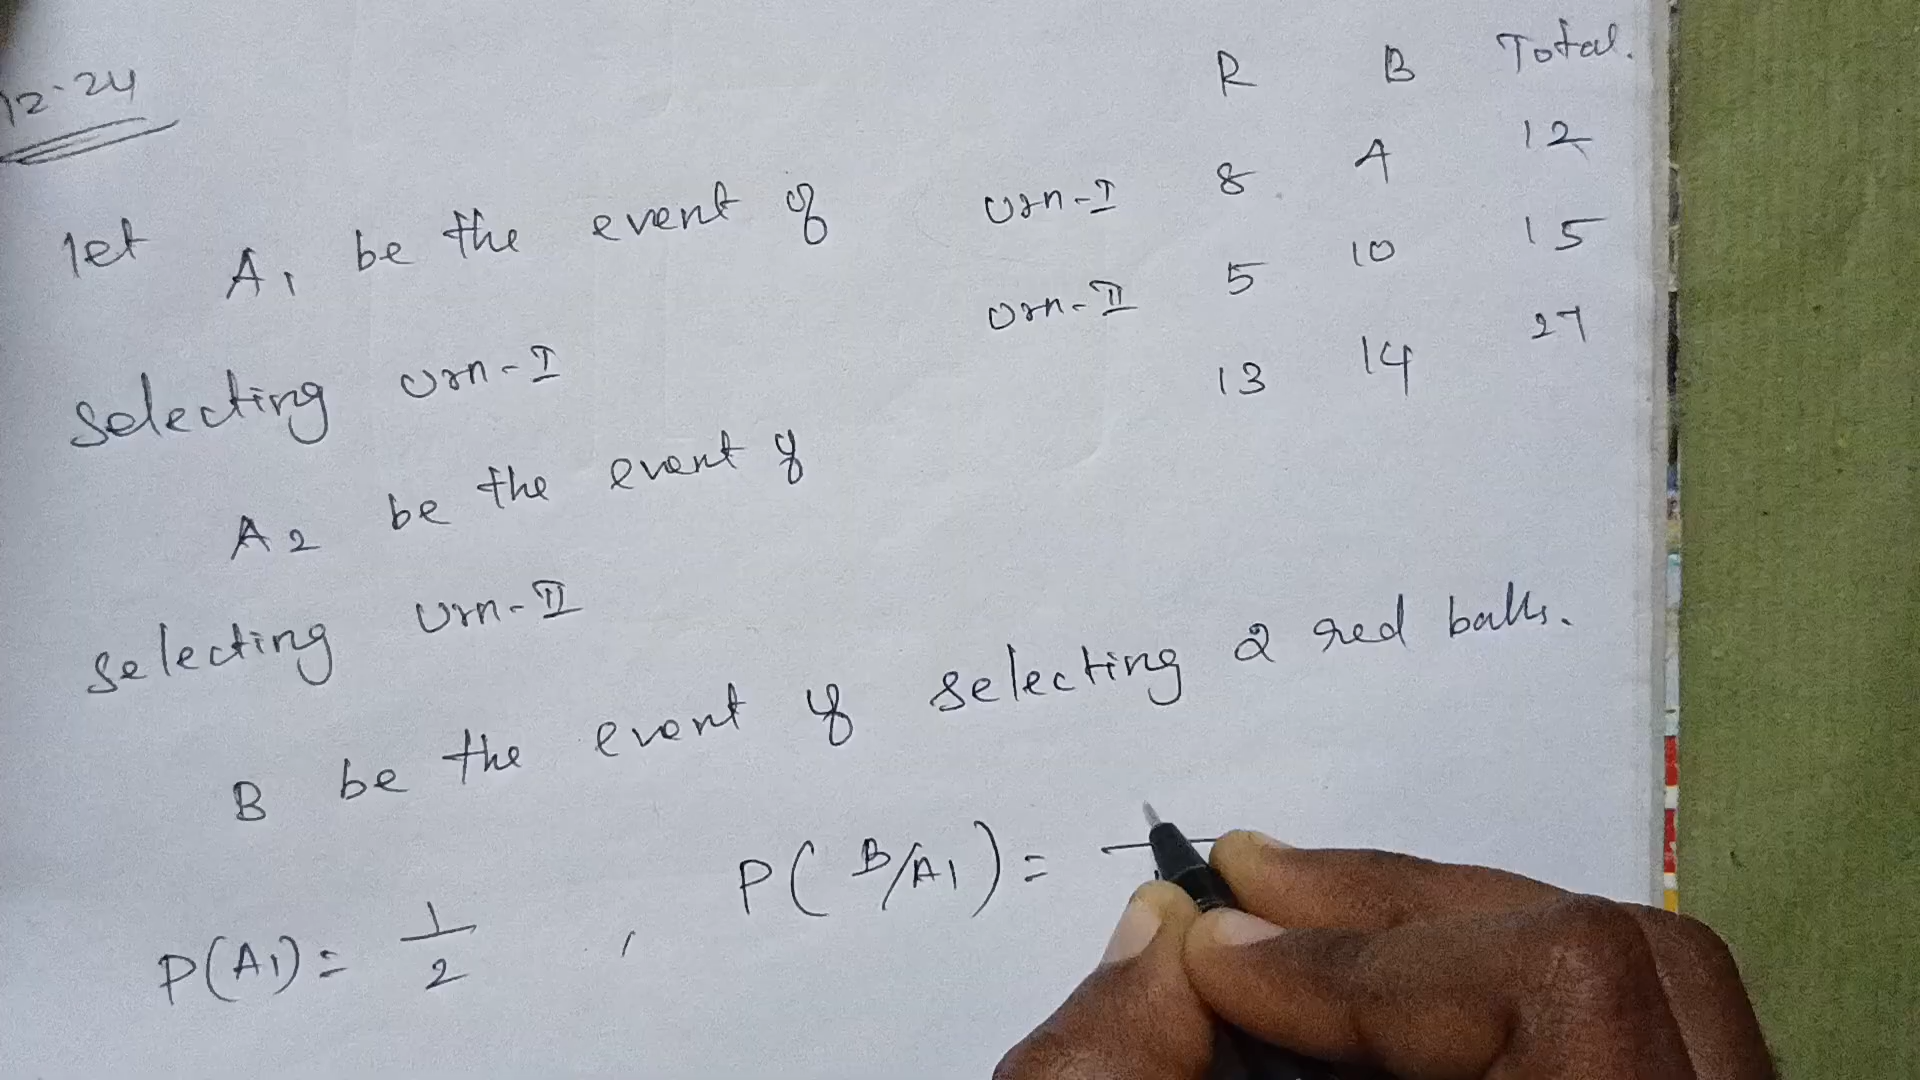 12-24
R B Total.
let A1 be the event of urn-I 8 4 12
selecting urn-I urn-II 5 10 15
13 14 27
A2 be the event of
selecting urn-II
B be the event of selecting 2 red balls.
P(A1) = 1/2 , P(B/A1) =